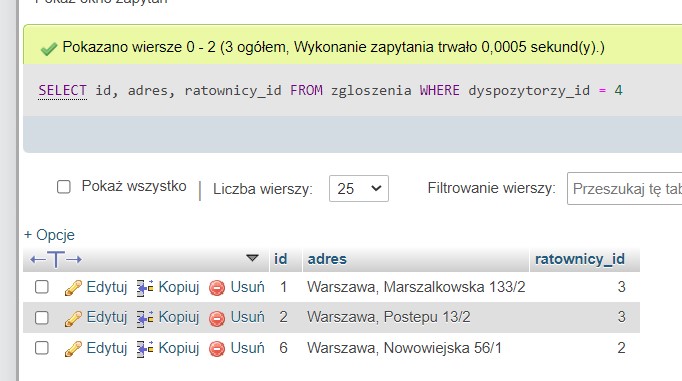 Pokaż okno zapytań
Pokazano wiersze 0 - 2 (3 ogółem, Wykonanie zapytania trwało 0,0005 sekund(y).)
SELECT id, adres, ratownicy_id FROM zgloszenia WHERE dyspozytorzy_id = 4
Pokaż wszystko | Liczba wierszy: 25 Filtrowanie wierszy: Przeszukaj tę tab
+ Opcje
←T→ id adres ratownicy_id
Edytuj Kopiuj Usuń 1 Warszawa, Marszalkowska 133/2 3
Edytuj Kopiuj Usuń 2 Warszawa, Postepu 13/2 3
Edytuj Kopiuj Usuń 6 Warszawa, Nowowiejska 56/1 2